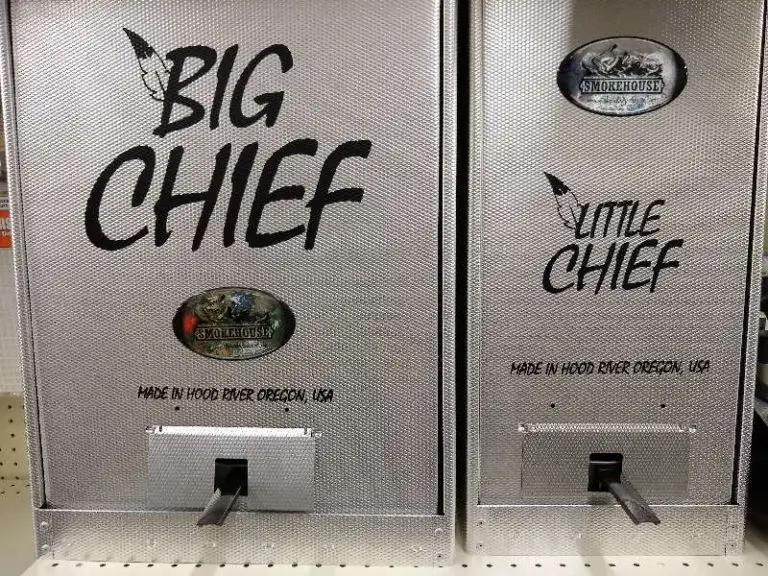 BIG
CHIEF
SMOKEHOUSE
MADE IN HOOD RIVER OREGON, USA
SMOKEHOUSE
LITTLE
CHIEF
MADE IN HOOD RIVER OREGON, USA